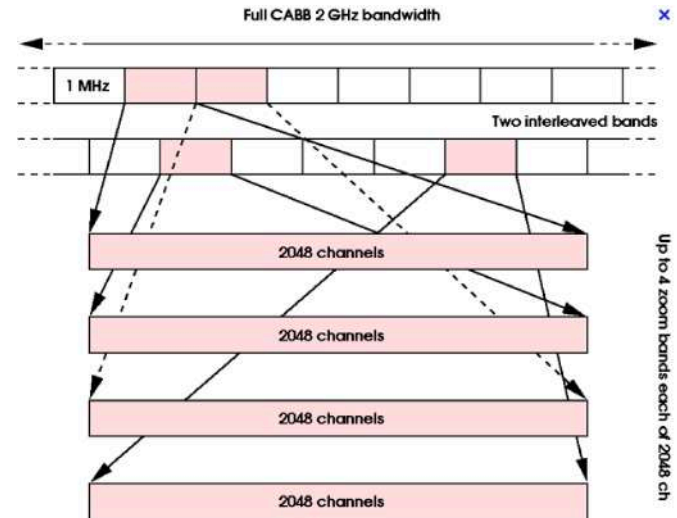 Full CABB 2 GHz bandwidth
1 MHz
Two interleaved bands
2048 channels
2048 channels
2048 channels
2048 channels
Up to 4 zoom bands each of 2048 ch